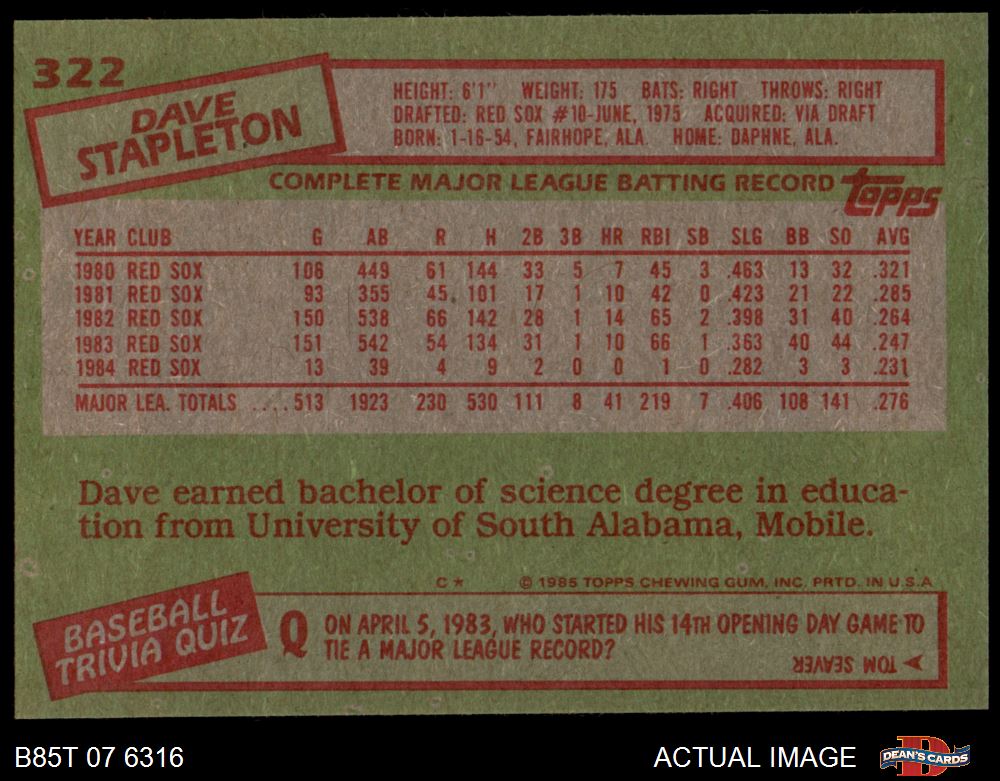 322
DAVE
STAPLETON
HEIGHT: 6'1" WEIGHT: 175 BATS: RIGHT THROWS: RIGHT
DRAFTED: RED SOX #10-JUNE, 1975 ACQUIRED: VIA DRAFT
BORN: 1-16-54, FAIRHOPE, ALA. HOME: DAPHNE, ALA.
COMPLETE MAJOR LEAGUE BATTING RECORD topps
YEAR CLUB G AB R H 2B 3B HR RBI SB SLG BB SO AVG
1980 RED SOX 106 449 61 144 33 5 7 45 3 .463 13 32 .321
1981 RED SOX 93 355 45 101 17 1 10 42 0 .423 21 22 .285
1982 RED SOX 150 538 66 142 28 1 14 65 2 .398 31 40 .264
1983 RED SOX 151 542 54 134 31 1 10 66 1 .363 40 44 .247
1984 RED SOX 13 39 4 9 2 0 0 1 0 .282 3 3 .231
MAJOR LEA. TOTALS ....513 1923 230 530 111 8 41 219 7 .406 108 141 .276
Dave earned bachelor of science degree in educa-
tion from University of South Alabama, Mobile.
C* © 1985 TOPPS CHEWING GUM, INC. PRTD. IN U.S.A
BASEBALL
TRIVIA QUIZ
Q ON APRIL 5, 1983, WHO STARTED HIS 14TH OPENING DAY GAME TO
TIE A MAJOR LEAGUE RECORD?
TOM SEAVER
B85T 07 6316 ACTUAL IMAGE DEAN'S CARDS